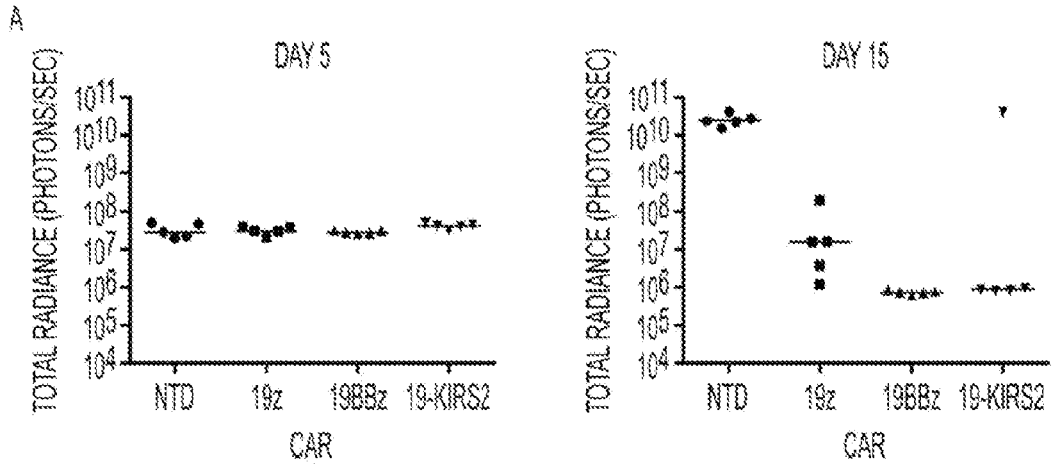 A
DAY 5
TOTAL RADIANCE (PHOTONS/SEC)
10¹¹
10¹⁰
10⁹
10⁸
10⁷
10⁶
10⁵
10⁴
NTD 19z 19BBz 19-KIRS2
CAR
DAY 15
TOTAL RADIANCE (PHOTONS/SEC)
10¹¹
10¹⁰
10⁹
10⁸
10⁷
10⁶
10⁵
10⁴
NTD 19z 19BBz 19-KIRS2
CAR